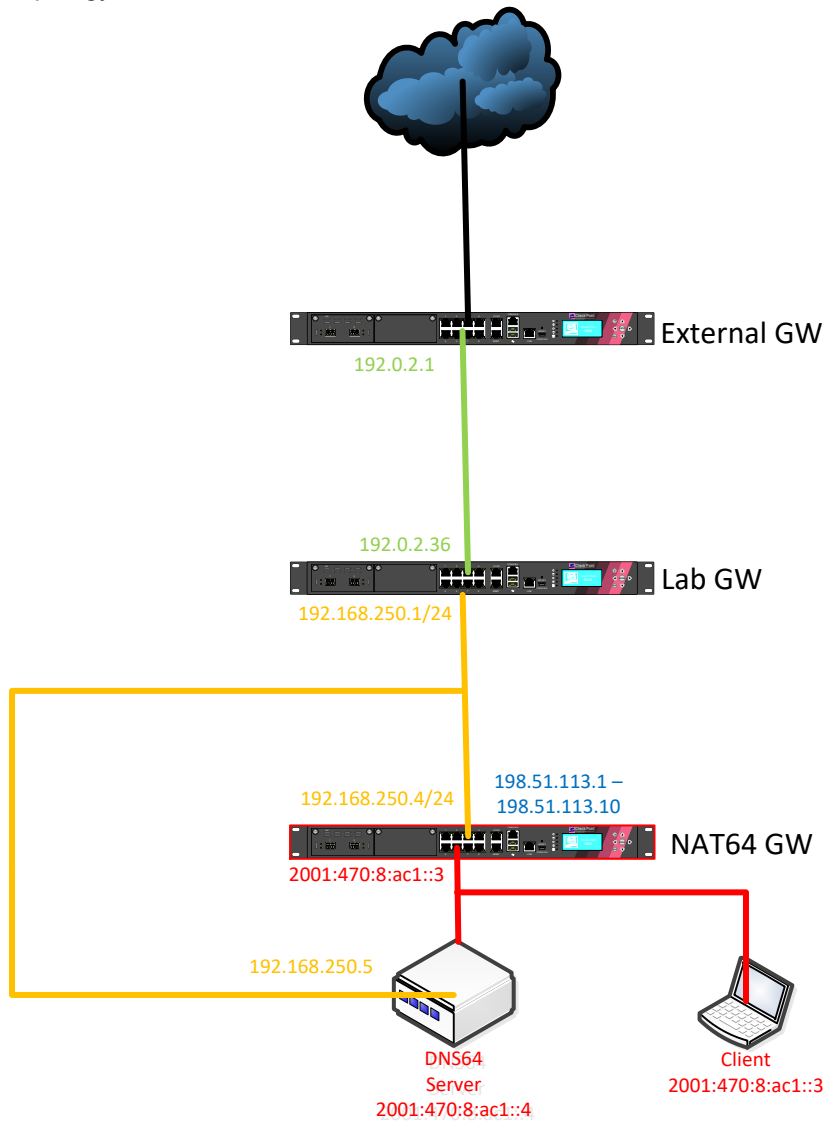 External GW
192.0.2.1
192.0.2.36
Lab GW
192.168.250.1/24
198.51.113.1 –
198.51.113.10
192.168.250.4/24
NAT64 GW
2001:470:8:ac1::3
192.168.250.5
DNS64
Server
2001:470:8:ac1::4
Client
2001:470:8:ac1::3